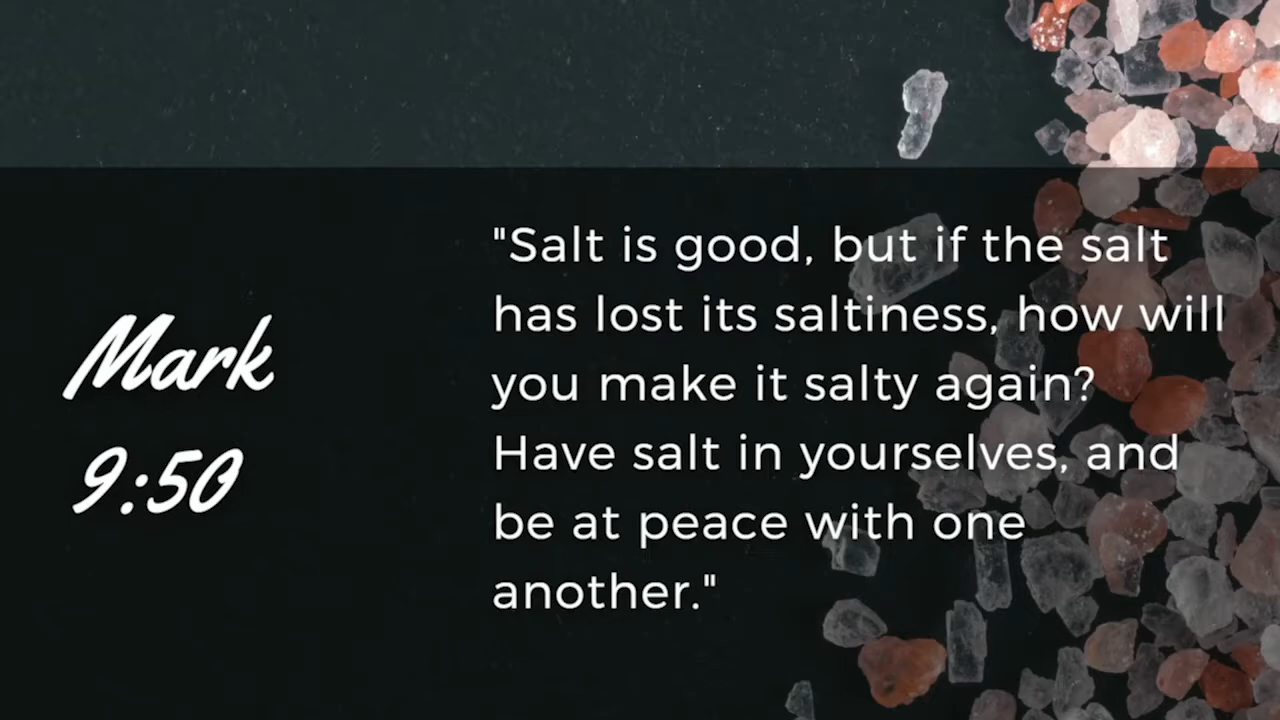 Mark
9:50
"Salt is good, but if the salt
has lost its saltiness, how will
you make it salty again?
Have salt in yourselves, and
be at peace with one
another."